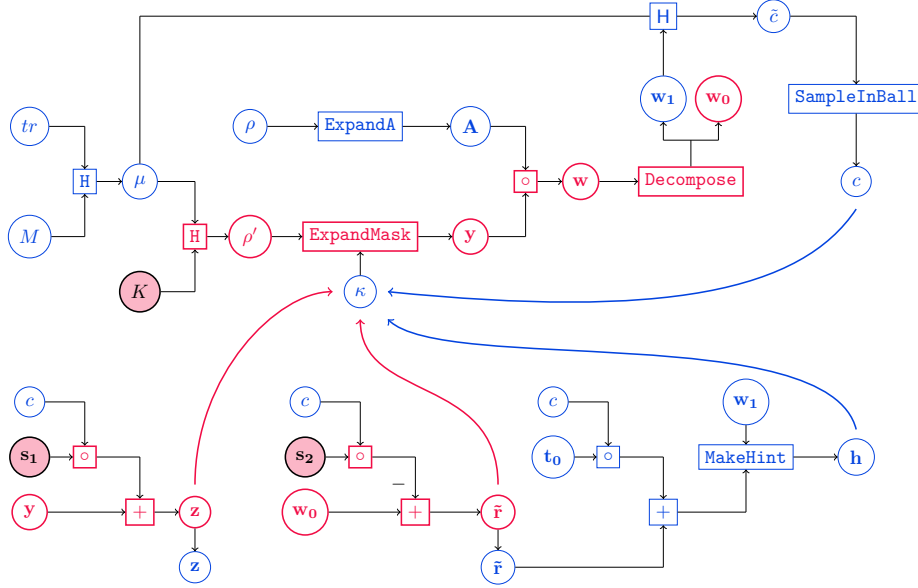 H
c̃
w₁
w₀
SampleInBall
tr
ρ
ExpandA
A
H
μ
∘
w
Decompose
c
M
H
ρ′
ExpandMask
y
K
κ
c
c
c
w₁
s₁
∘
s₂
∘
t₀
∘
MakeHint
h
−
y
+
z
w₀
+
r̃
+
z
r̃